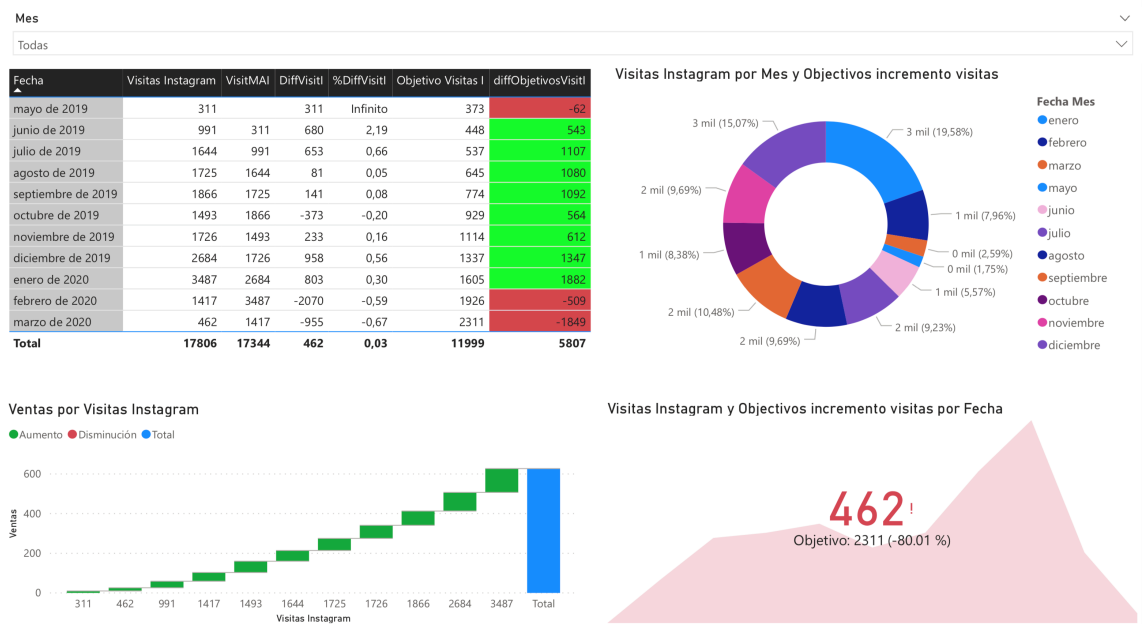 Mes
Todas
Fecha Visitas Instagram VisitMAI DiffVisitI %DiffVisitI Objetivo Visitas I diffObjetivosVisitI
mayo de 2019 311 311 Infinito 373 -62
junio de 2019 991 311 680 2,19 448 543
julio de 2019 1644 991 653 0,66 537 1107
agosto de 2019 1725 1644 81 0,05 645 1080
septiembre de 2019 1866 1725 141 0,08 774 1092
octubre de 2019 1493 1866 -373 -0,20 929 564
noviembre de 2019 1726 1493 233 0,16 1114 612
diciembre de 2019 2684 1726 958 0,56 1337 1347
enero de 2020 3487 2684 803 0,30 1605 1882
febrero de 2020 1417 3487 -2070 -0,59 1926 -509
marzo de 2020 462 1417 -955 -0,67 2311 -1849
Total 17806 17344 462 0,03 11999 5807
Visitas Instagram por Mes y Objectivos incremento visitas
3 mil (19,58%)
1 mil (7,96%)
0 mil (2,59%)
0 mil (1,75%)
1 mil (5,57%)
2 mil (9,23%)
2 mil (9,69%)
2 mil (10,48%)
1 mil (8,38%)
2 mil (9,69%)
3 mil (15,07%)
Fecha Mes
enero
febrero
marzo
mayo
junio
julio
agosto
septiembre
octubre
noviembre
diciembre
Ventas por Visitas Instagram
Aumento Disminución Total
Ventas
600
400
200
0
311 462 991 1417 1493 1644 1725 1726 1866 2684 3487 Total
Visitas Instagram
Visitas Instagram y Objectivos incremento visitas por Fecha
462!
Objetivo: 2311 (-80.01 %)